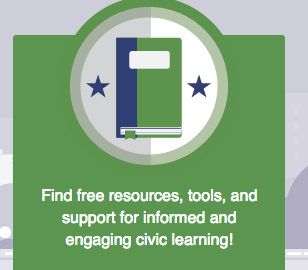 Find free resources, tools, and
support for informed and
engaging civic learning!